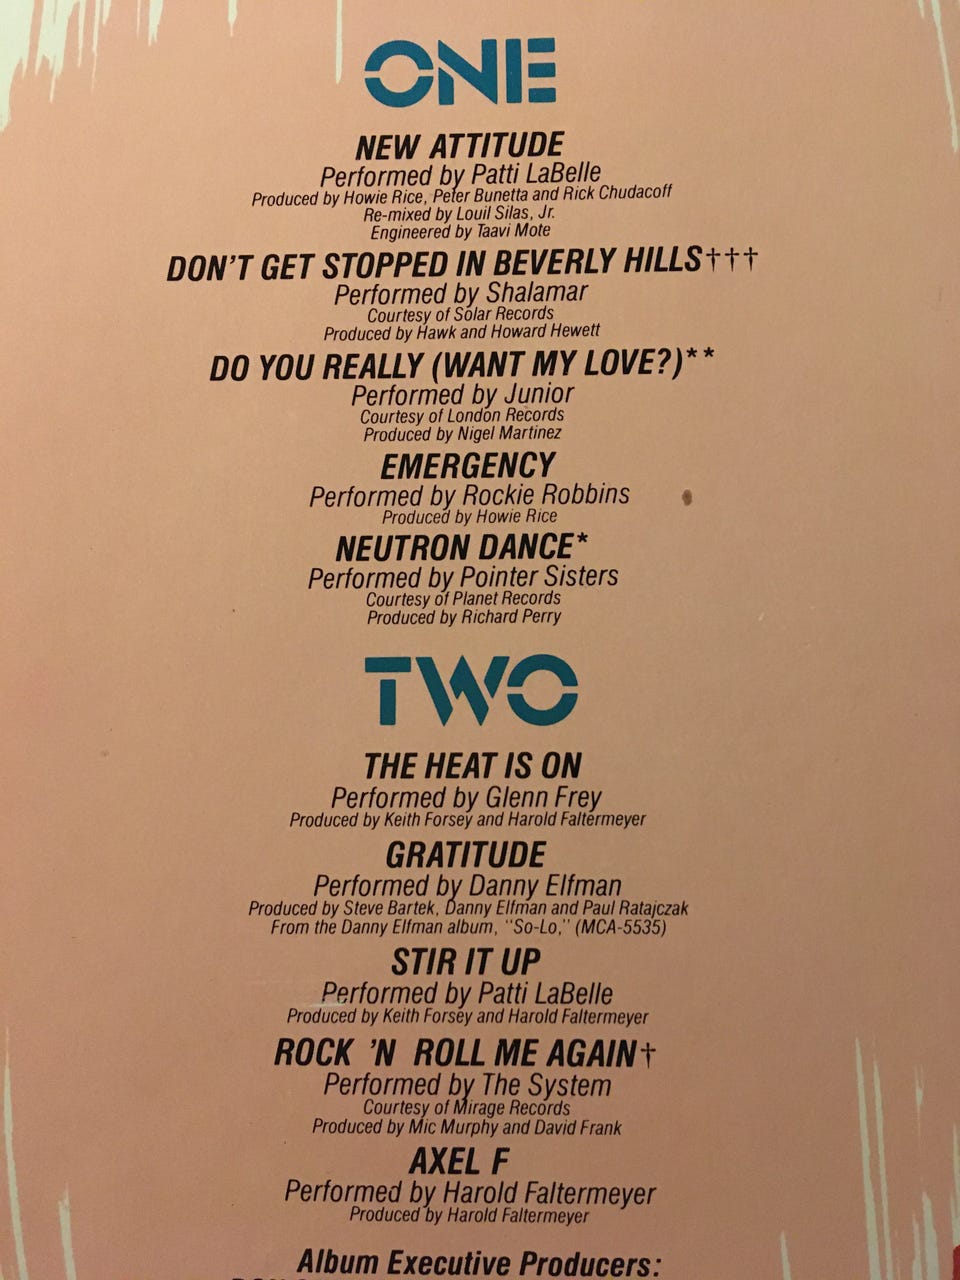 ONE
NEW ATTITUDE
Performed by Patti LaBelle
Produced by Howie Rice, Peter Bunetta and Rick Chudacoff
Re-mixed by Louil Silas, Jr.
Engineered by Taavi Mote
DON'T GET STOPPED IN BEVERLY HILLS†††
Performed by Shalamar
Courtesy of Solar Records
Produced by Hawk and Howard Hewett
DO YOU REALLY (WANT MY LOVE?)**
Performed by Junior
Courtesy of London Records
Produced by Nigel Martinez
EMERGENCY
Performed by Rockie Robbins
Produced by Howie Rice
NEUTRON DANCE*
Performed by Pointer Sisters
Courtesy of Planet Records
Produced by Richard Perry
TWO
THE HEAT IS ON
Performed by Glenn Frey
Produced by Keith Forsey and Harold Faltermeyer
GRATITUDE
Performed by Danny Elfman
Produced by Steve Bartek, Danny Elfman and Paul Ratajczak
From the Danny Elfman album, "So-Lo," (MCA-5535)
STIR IT UP
Performed by Patti LaBelle
Produced by Keith Forsey and Harold Faltermeyer
ROCK 'N ROLL ME AGAIN†
Performed by The System
Courtesy of Mirage Records
Produced by Mic Murphy and David Frank
AXEL F
Performed by Harold Faltermeyer
Produced by Harold Faltermeyer
Album Executive Producers: